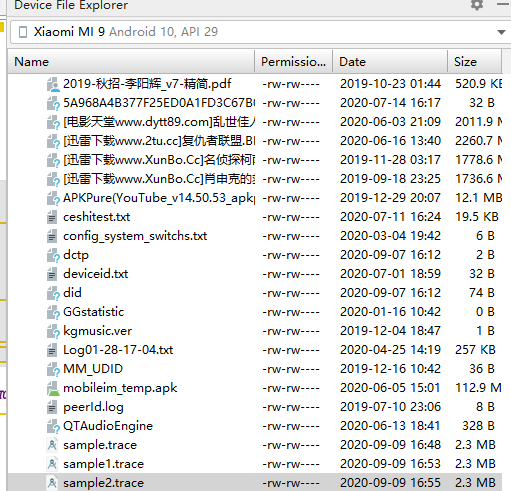 Device File Explorer
Xiaomi MI 9 Android 10, API 29
Name Permissio... Date Size
2019-秋招-李阳辉_v7-精简.pdf -rw-rw---- 2019-10-23 01:44 520.9 KB
5A968A4B377F25ED0A1FD3C67B -rw-rw---- 2020-07-14 16:17 32 B
[电影天堂www.dytt89.com]乱世佳人 -rw-rw---- 2020-06-03 21:09 2011.9 M
[迅雷下载www.2tu.cc]复仇者联盟.B -rw-rw---- 2020-06-16 13:40 2260.7 M
[迅雷下载www.XunBo.Cc]名侦探柯南 -rw-rw---- 2019-11-28 03:17 1778.6 M
[迅雷下载www.XunBo.Cc]肖申克的 -rw-rw---- 2019-09-18 23:25 1736.6 M
APKPure(YouTube_v14.50.53_apkp -rw-rw---- 2019-12-29 20:07 12.1 MB
ceshitest.txt -rw-rw---- 2020-07-11 16:24 19.5 KB
config_system_switchs.txt -rw-rw---- 2020-03-04 19:42 6 B
dctp -rw-rw---- 2020-09-07 16:12 2 B
deviceid.txt -rw-rw---- 2020-07-01 18:59 32 B
did -rw-rw---- 2020-09-07 16:12 74 B
GGstatistic -rw-rw---- 2020-01-16 10:42 0 B
kgmusic.ver -rw-rw---- 2019-12-04 18:47 1 B
Log01-28-17-04.txt -rw-rw---- 2020-04-25 14:19 257 KB
MM_UDID -rw-rw---- 2019-12-16 10:42 36 B
mobileim_temp.apk -rw-rw---- 2020-06-05 15:01 112.9 M
peerId.log -rw-rw---- 2019-07-10 23:06 8 B
QTAudioEngine -rw-rw---- 2020-06-13 18:41 328 B
sample.trace -rw-rw---- 2020-09-09 16:48 2.3 MB
sample1.trace -rw-rw---- 2020-09-09 16:53 2.3 MB
sample2.trace -rw-rw---- 2020-09-09 16:55 2.3 MB